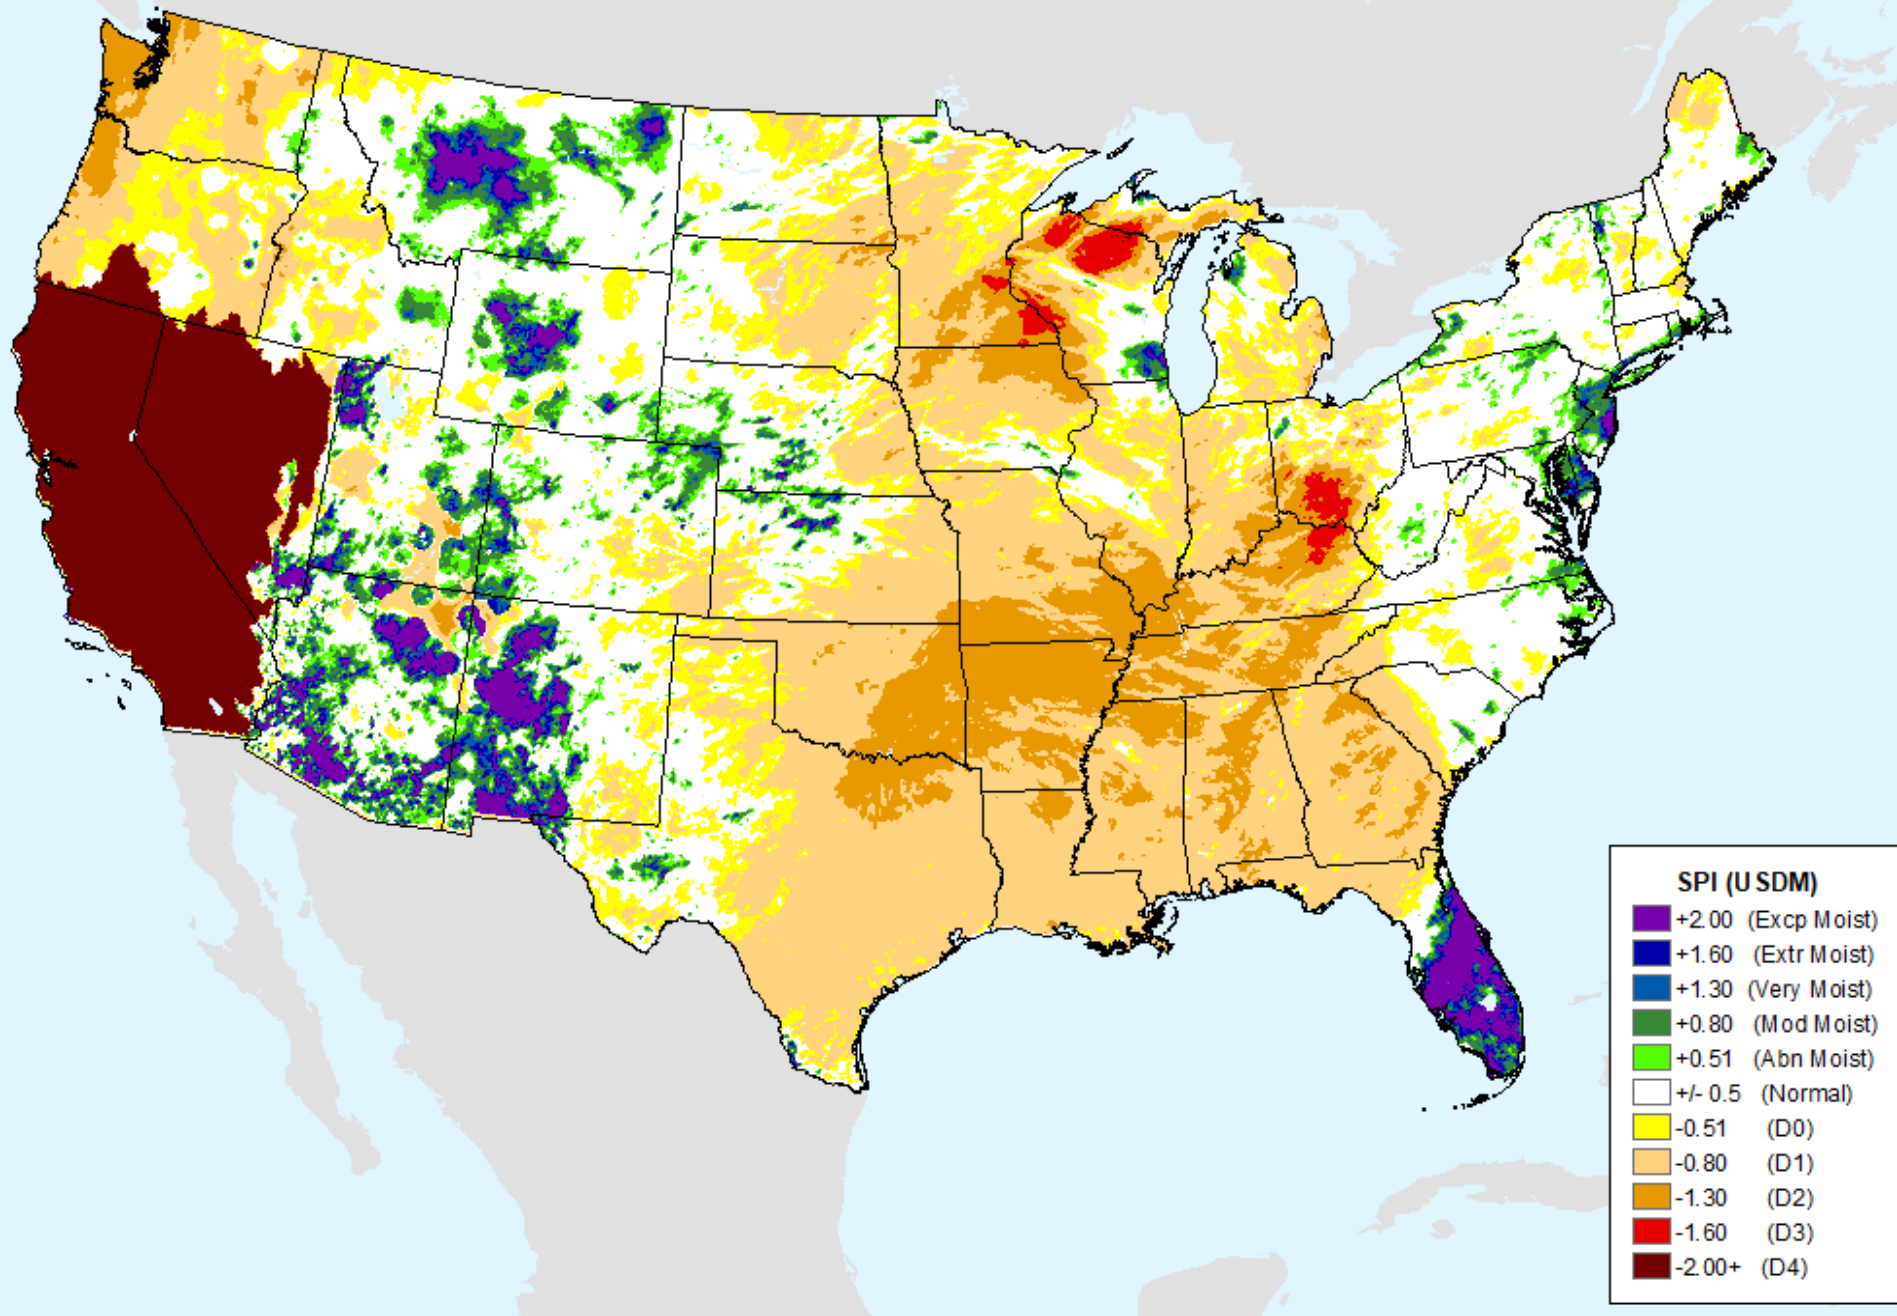 SPI (USDM)
+2.00 (Excp Moist)
+1.60 (Extr Moist)
+1.30 (Very Moist)
+0.80 (Mod Moist)
+0.51 (Abn Moist)
+/- 0.5 (Normal)
-0.51 (D0)
-0.80 (D1)
-1.30 (D2)
-1.60 (D3)
-2.00+ (D4)